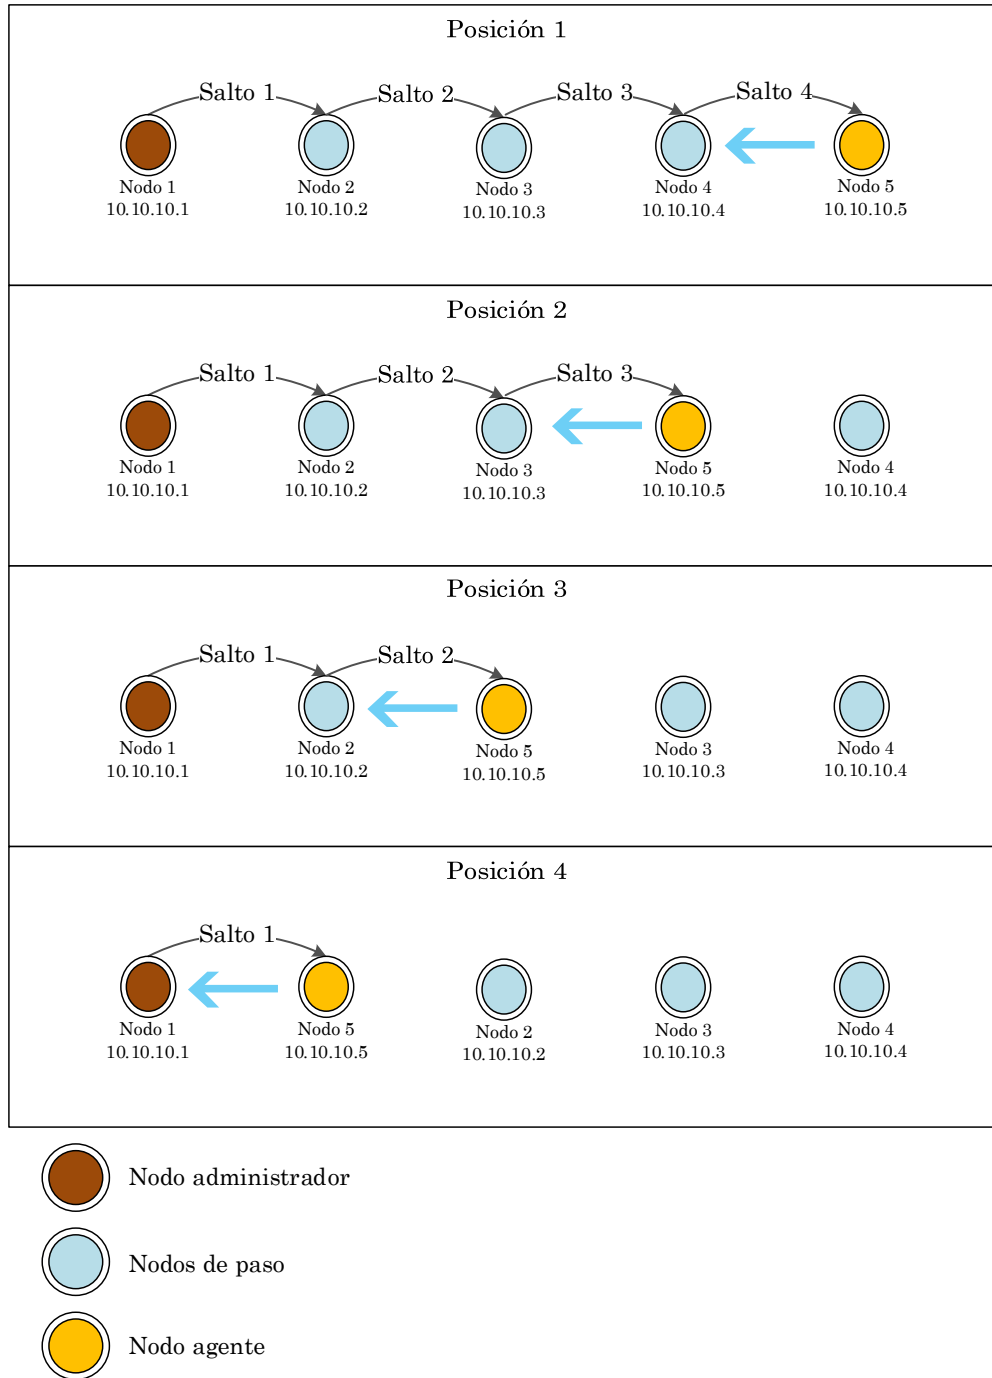 Posición 1
Salto 1 Salto 2 Salto 3 Salto 4
Nodo 1 Nodo 2 Nodo 3 Nodo 4 Nodo 5
10.10.10.1 10.10.10.2 10.10.10.3 10.10.10.4 10.10.10.5
Posición 2
Salto 1 Salto 2 Salto 3
Nodo 1 Nodo 2 Nodo 3 Nodo 5 Nodo 4
10.10.10.1 10.10.10.2 10.10.10.3 10.10.10.5 10.10.10.4
Posición 3
Salto 1 Salto 2
Nodo 1 Nodo 2 Nodo 5 Nodo 3 Nodo 4
10.10.10.1 10.10.10.2 10.10.10.5 10.10.10.3 10.10.10.4
Posición 4
Salto 1
Nodo 1 Nodo 5 Nodo 2 Nodo 3 Nodo 4
10.10.10.1 10.10.10.5 10.10.10.2 10.10.10.3 10.10.10.4
Nodo administrador
Nodos de paso
Nodo agente